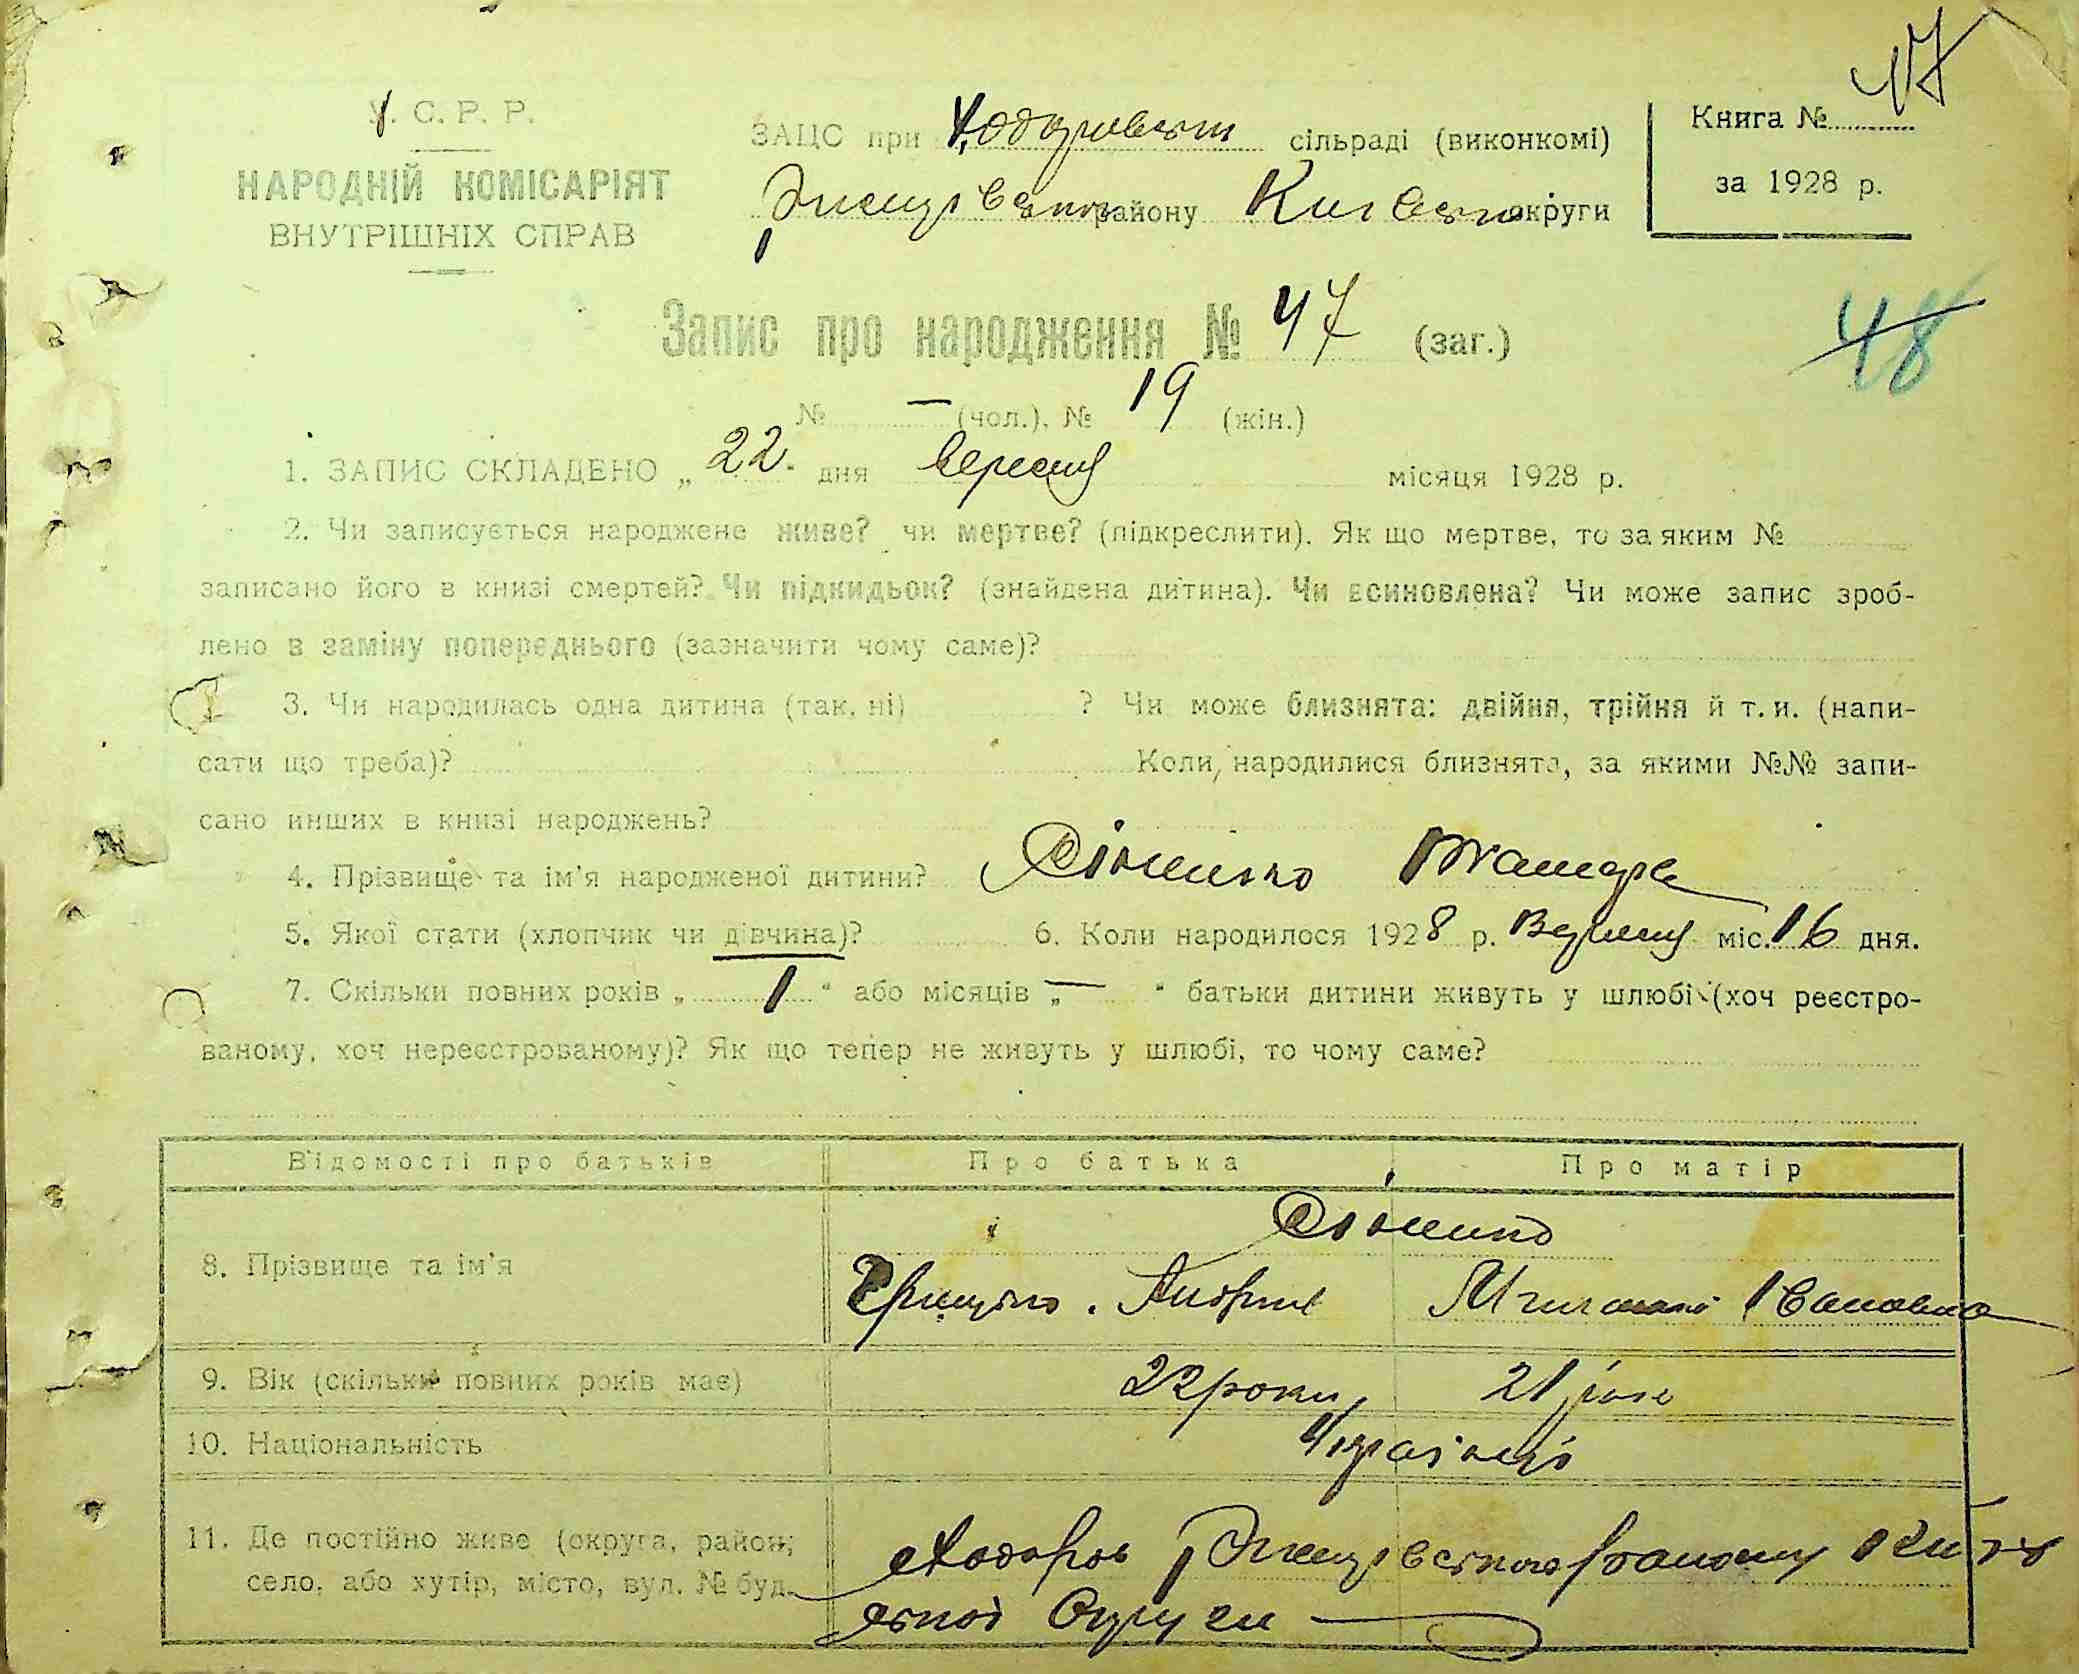 У. С. Р. Р.
НАРОДНІЙ КОМІСАРІЯТ
ВНУТРІШНІХ СПРАВ
ЗАЦС при сільраді (виконкомі)
району Київської округи
17
Книга №
за 1928 р.
Запис про народження № 47 (заг.)
48
№ — (чол.), № 19 (жін.)
1. ЗАПИС СКЛАДЕНО „ 22 " дня вересня місяця 1928 р.
2. Чи записується народжене живе? чи мертве? (підкреслити). Як що мертве, то за яким №
записано його в книзі смертей? Чи підкидьок? (знайдена дитина). Чи всиновлена? Чи може запис зроб-
лено в заміну попереднього (зазначити чому саме)?
3. Чи народилась одна дитина (так, ні) ? Чи може близнята: двійня, трійня й т. и. (напи-
сати що треба)? Коли народилися близнята, за якими №№ запи-
сано инших в книзі народжень?
4. Прізвище та ім'я народженої дитини?
5. Якої стати (хлопчик чи дівчина)? 6. Коли народилося 1928 р. міс. 16 дня.
7. Скільки повних років „ 1 " або місяців „ — " батьки дитини живуть у шлюбі (хоч реєстро-
ваному, хоч нереєстрованому)? Як що тепер не живуть у шлюбі, то чому саме?
Відомості про батьків Про батька Про матір
8. Прізвище та ім'я
Івановна
9. Вік (скільки повних років має) 22 роки 21 рік
10. Національність Українці
11. Де постійно живе (округа, район,
село, або хутір, місто, вул. № буд.
Округи